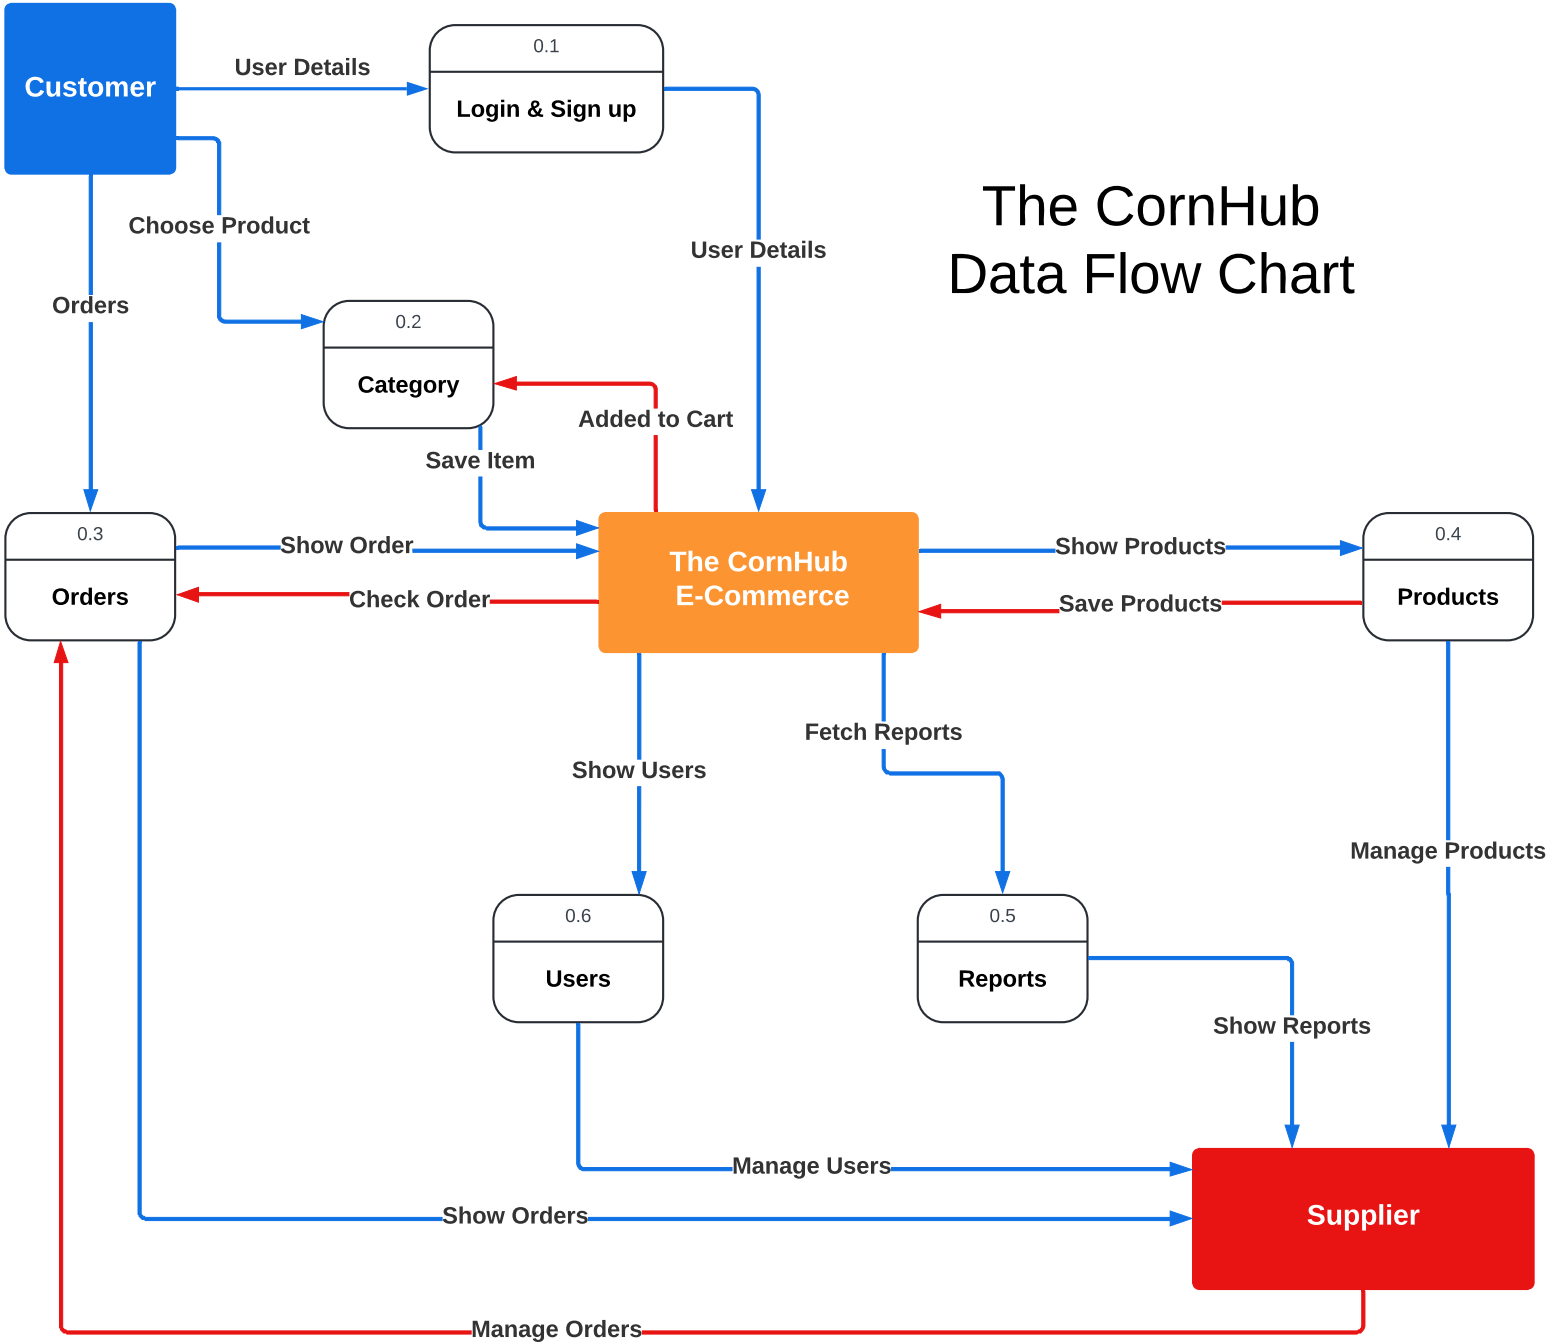 Customer
User Details
0.1
Login & Sign up
The CornHub
Data Flow Chart
Choose Product
User Details
Orders
0.2
Category
Added to Cart
Save Item
0.3
Orders
Show Order
Check Order
The CornHub
E-Commerce
Show Products
Save Products
0.4
Products
Fetch Reports
Show Users
Manage Products
0.6
Users
0.5
Reports
Show Reports
Manage Users
Show Orders
Supplier
Manage Orders